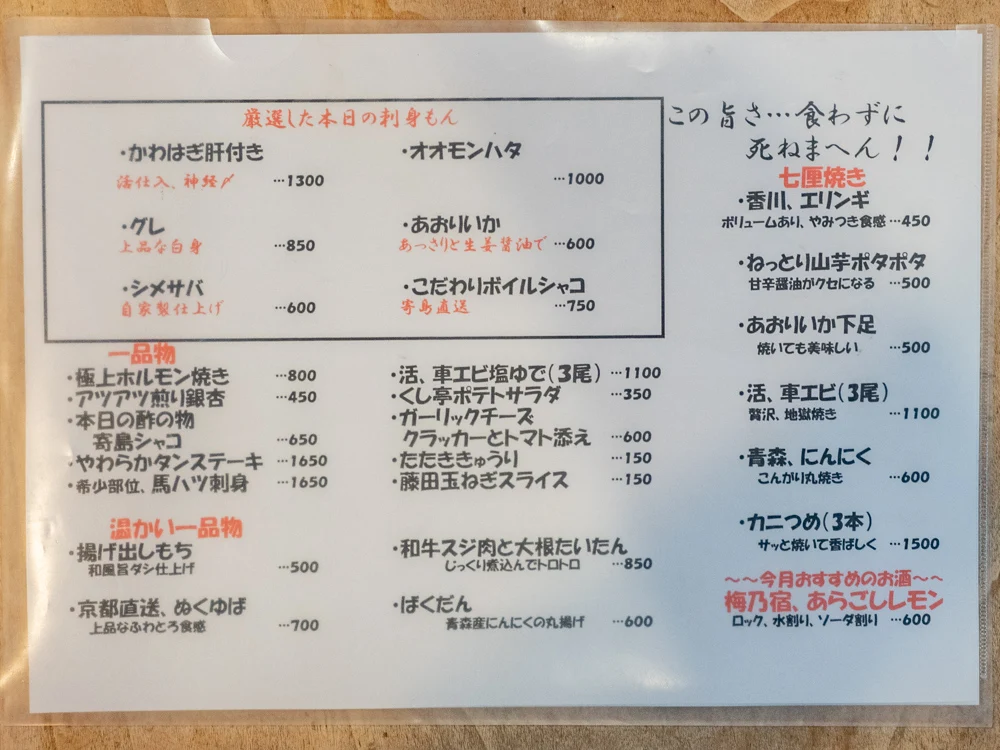 厳選した本日の刺身もん
・かわはぎ肝付き
活仕入、神経〆 …1300
・オオモンハタ
…1000
・グレ
上品な白身 …850
・あおりいか
あっさりと生姜醤油で …600
・シメサバ
自家製仕上げ …600
・こだわりボイルシャコ
寄島直送 …750
一品物
・極上ホルモン焼き …800
・アツアツ煎り銀杏 …450
・本日の酢の物
寄島シャコ …650
・やわらかタンステーキ …1650
・希少部位、馬ハツ刺身 …1650
・活、車エビ塩ゆで(3尾) …1100
・くし亭ポテトサラダ …350
・ガーリックチーズ
クラッカーとトマト添え …600
・たたききゅうり …150
・藤田玉ねぎスライス …150
温かい一品物
・揚げ出しもち
和風旨ダシ仕上げ …500
・京都直送、ぬくゆば
上品なふわとろ食感 …700
・和牛スジ肉と大根たいたん
じっくり煮込んでトロトロ …850
・ばくだん
青森産にんにくの丸揚げ …600
この旨さ…食わずに
死ねまへん!!
七厘焼き
・香川、エリンギ
ボリュームあり、やみつき食感 …450
・ねっとり山芋ポタポタ
甘辛醤油がクセになる …500
・あおりいか下足
焼いても美味しい …500
・活、車エビ(3尾)
贅沢、地獄焼き …1100
・青森、にんにく
こんがり丸焼き …600
・カニつめ(3本)
サッと焼いて香ばしく …1500
～～今月おすすめのお酒～～
梅乃宿、あらごしレモン
ロック、水割り、ソーダ割り …600